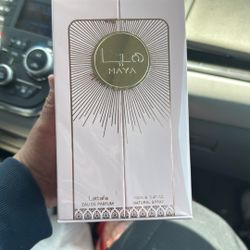 هيا
HAYA
Lattafa
EAU DE PARFUM
NATURAL SPRAY